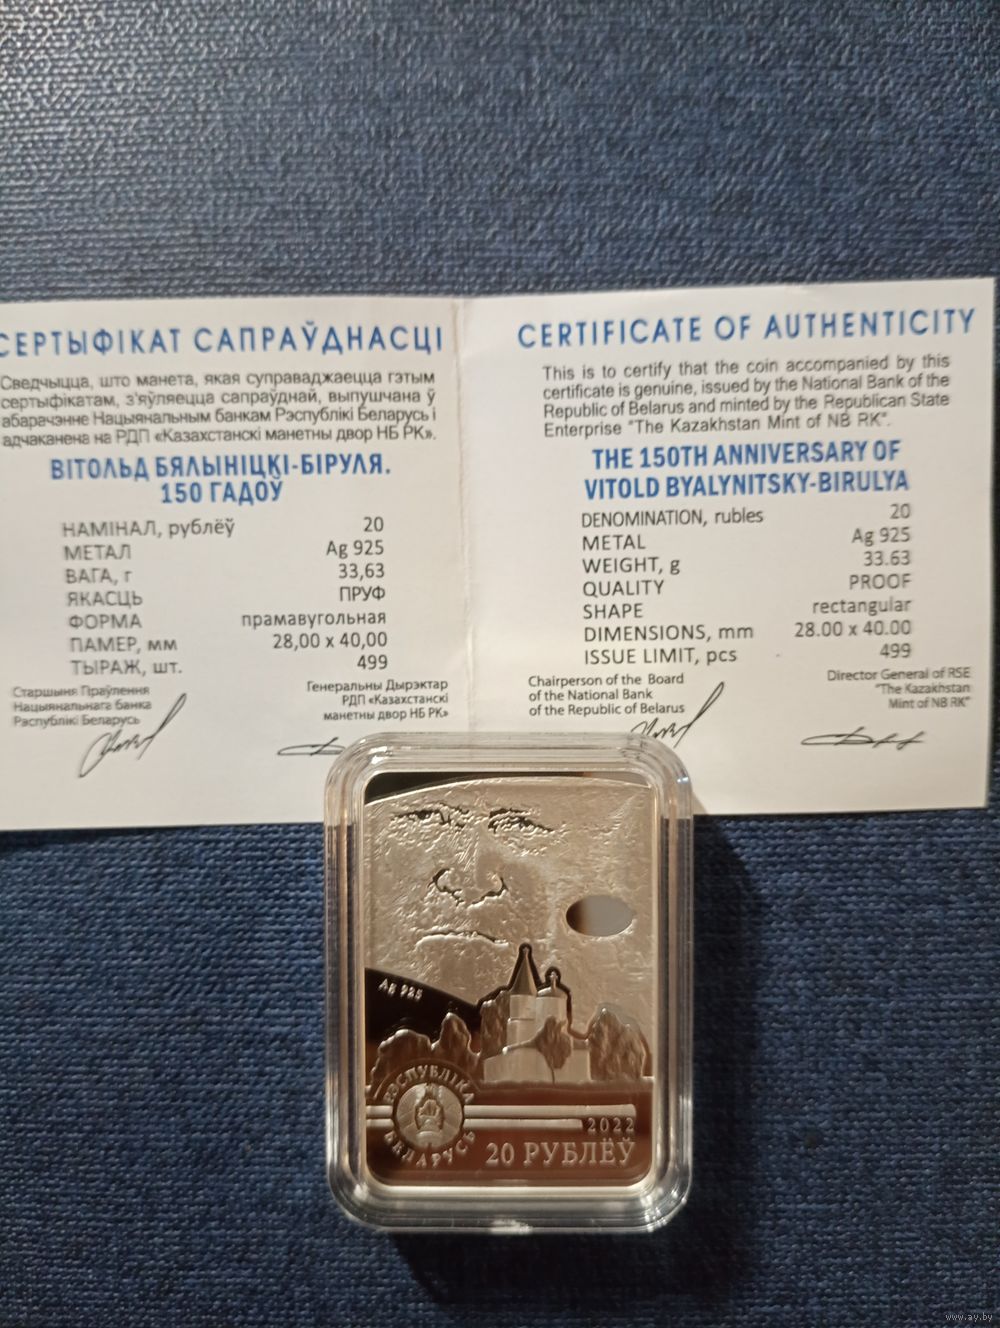 СЕРТЫФІКАТ САПРАЎДНАСЦІ
Сведчыцца, што манета, якая суправаджаецца гэтым
сертыфікатам, з'яўляецца сапраўднай, выпушчана ў
абарачэнне Нацыянальным банкам Рэспублікі Беларусь і
адчаканена на РДП «Казахстанскі манетны двор НБ РК».
ВІТОЛЬД БЯЛЫНІЦКІ-БІРУЛЯ.
150 ГАДОЎ
НАМІНАЛ, рублёў 20
МЕТАЛ Ag 925
ВАГА, г 33,63
ЯКАСЦЬ ПРУФ
ФОРМА прамавугольная
ПАМЕР, мм 28,00 x 40,00
ТЫРАЖ, шт. 499
Старшыня Праўлення
Нацыянальнага банка
Рэспублікі Беларусь
Генеральны Дырэктар
РДП «Казахстанскі
манетны двор НБ РК»
CERTIFICATE OF AUTHENTICITY
This is to certify that the coin accompanied by this
certificate is genuine, issued by the National Bank of the
Republic of Belarus and minted by the Republican State
Enterprise "The Kazakhstan Mint of NB RK".
THE 150TH ANNIVERSARY OF
VITOLD BYALYNITSKY-BIRULYA
DENOMINATION, rubles 20
METAL Ag 925
WEIGHT, g 33.63
QUALITY PROOF
SHAPE rectangular
DIMENSIONS, mm 28.00 x 40.00
ISSUE LIMIT, pcs 499
Chairperson of the Board
of the National Bank
of the Republic of Belarus
Director General of RSE
"The Kazakhstan
Mint of NB RK"
Ag 925
РЭСПУБЛІКА
БЕЛАРУСЬ
2022
20 РУБЛЁЎ
www.ay.by